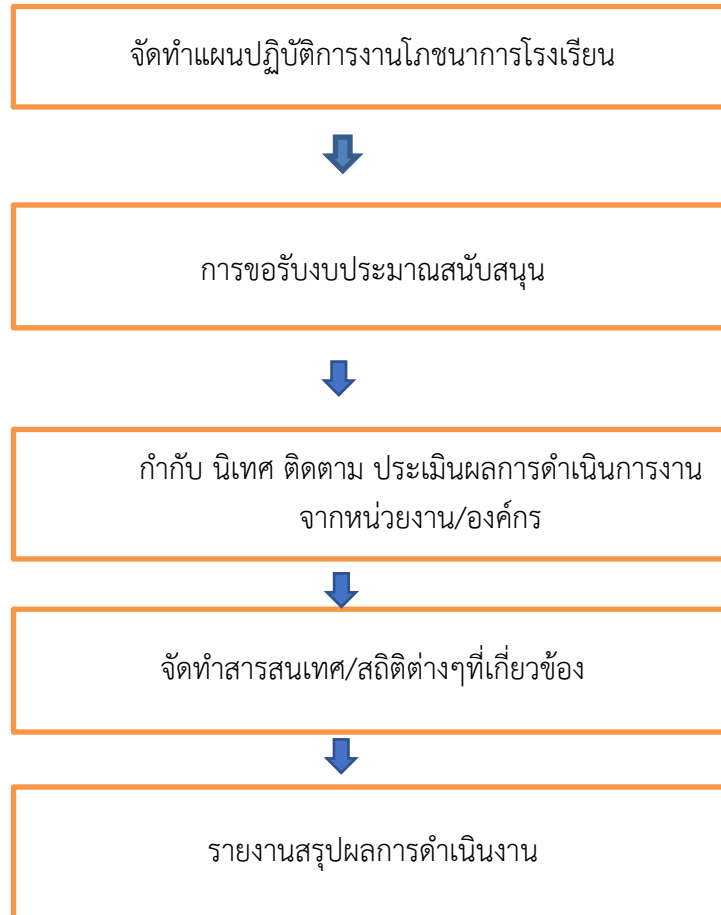 จัดทำแผนปฏิบัติการงานโภชนาการโรงเรียน
การขอรับงบประมาณสนับสนุน
กำกับ นิเทศ ติดตาม ประเมินผลการดำเนินการงาน
จากหน่วยงาน/องค์กร
จัดทำสารสนเทศ/สถิติต่างๆที่เกี่ยวข้อง
รายงานสรุปผลการดำเนินงาน